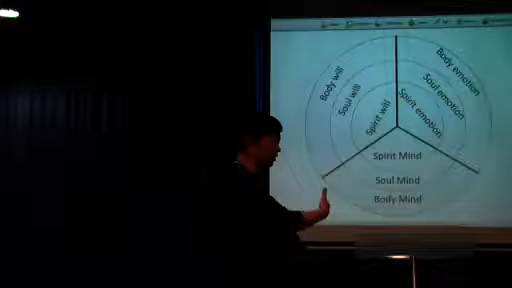 Body will
Soul will
Spirit will
Body emotion
Soul emotion
Spirit emotion
Spirit Mind
Soul Mind
Body Mind